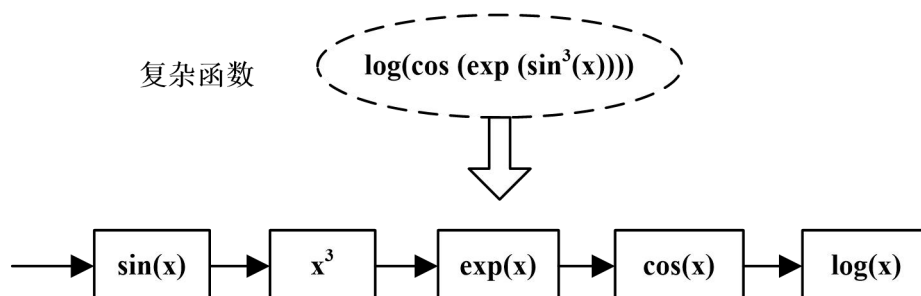 复杂函数
log(cos (exp (sin³(x))))
sin(x)
x³
exp(x)
cos(x)
log(x)